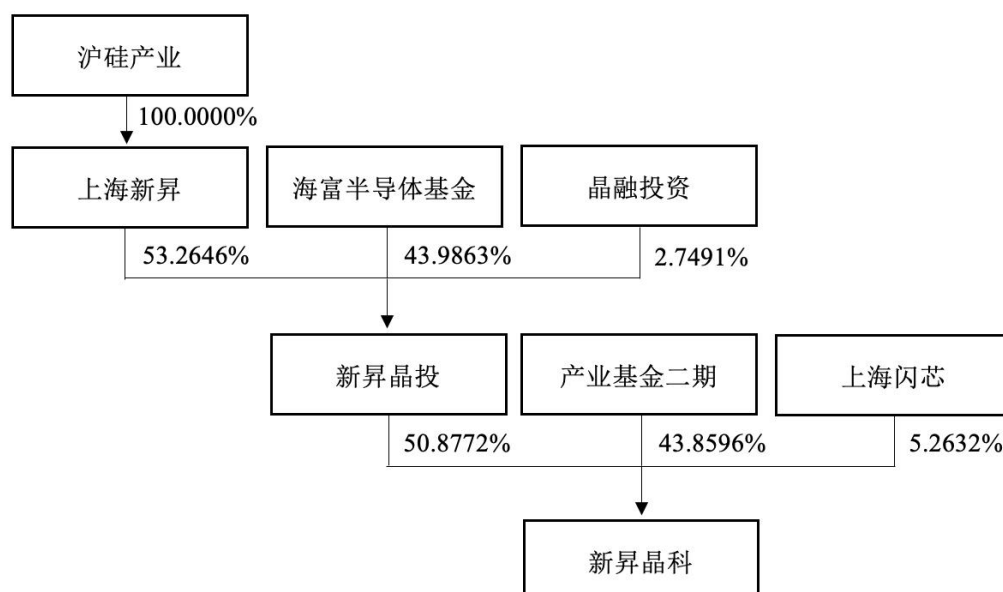 沪硅产业
100.0000%
上海新昇
海富半导体基金
晶融投资
53.2646%
43.9863%
2.7491%
新昇晶投
产业基金二期
上海闪芯
50.8772%
43.8596%
5.2632%
新昇晶科